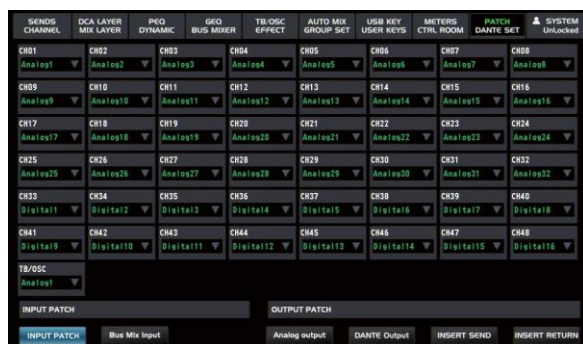 SENDS DCA LAYER PEQ GEQ TB/OSC AUTO MIX USB KEY METERS PATCH SYSTEM
CHANNEL MIX LAYER DYNAMIC BUS MIXER EFFECT GROUP SET USER KEYS CTRL ROOM DANTE SET UnLocked
CH01 CH02 CH03 CH04 CH05 CH06 CH07 CH08
Analog1 Analog2 Analog3 Analog4 Analog5 Analog6 Analog7 Analog8
CH09 CH10 CH11 CH12 CH13 CH14 CH15 CH16
Analog9 Analog10 Analog11 Analog12 Analog13 Analog14 Analog15 Analog16
CH17 CH18 CH19 CH20 CH21 CH22 CH23 CH24
Analog17 Analog18 Analog19 Analog20 Analog21 Analog22 Analog23 Analog24
CH25 CH26 CH27 CH28 CH29 CH30 CH31 CH32
Analog25 Analog26 Analog27 Analog28 Analog29 Analog30 Analog31 Analog32
CH33 CH34 CH35 CH36 CH37 CH38 CH39 CH40
Digital1 Digital2 Digital3 Digital4 Digital5 Digital6 Digital7 Digital8
CH41 CH42 CH43 CH44 CH45 CH46 CH47 CH48
Digital9 Digital10 Digital11 Digital12 Digital13 Digital14 Digital15 Digital16
TB/OSC
Analog1
INPUT PATCH OUTPUT PATCH
INPUT PATCH Bus Mix Input Analog output DANTE Output INSERT SEND INSERT RETURN